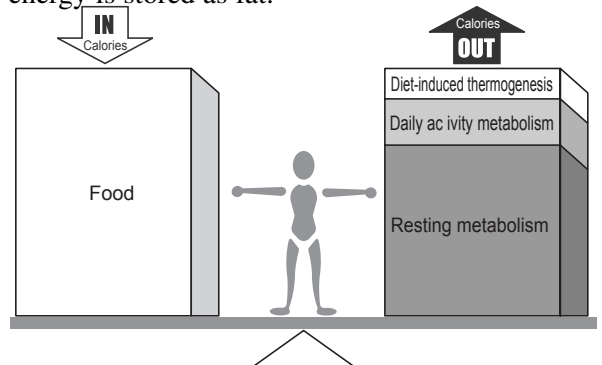 energy is stored as fat.
IN
Calories
Calories
OUT
Diet-induced thermogenesis
Daily ac ivity metabolism
Food
Resting metabolism